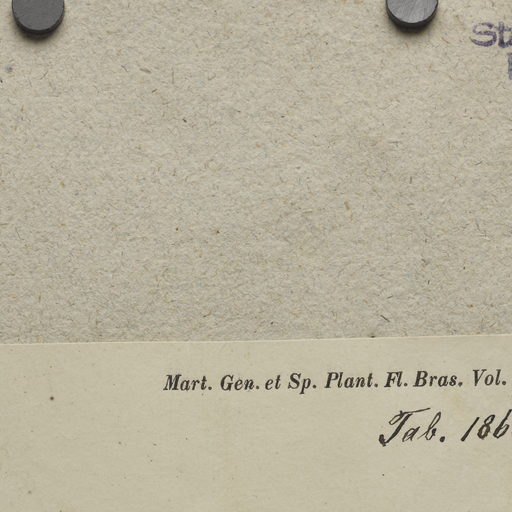 Mart. Gen. et Sp. Plant. Fl. Bras. Vol.
Tab. 186